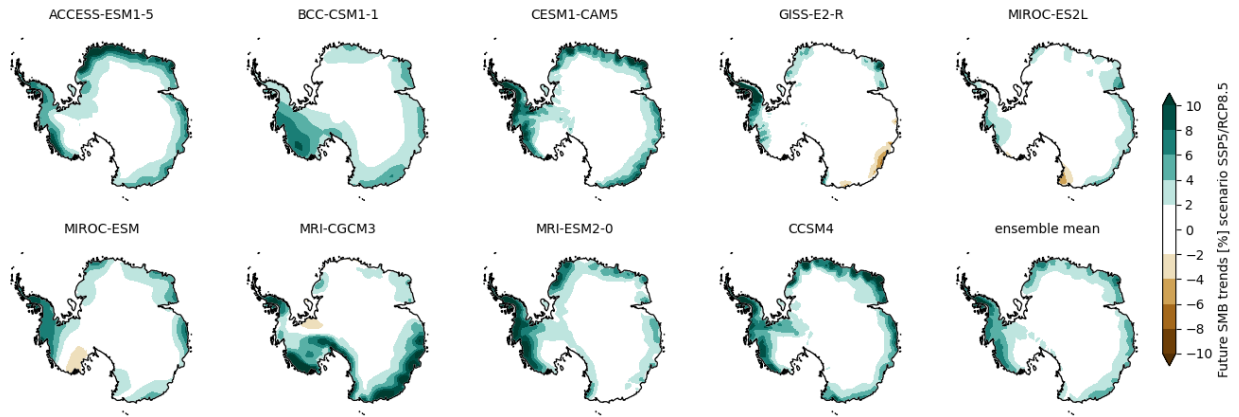 ACCESS-ESM1-5
BCC-CSM1-1
CESM1-CAM5
GISS-E2-R
MIROC-ES2L
MIROC-ESM
MRI-CGCM3
MRI-ESM2-0
CCSM4
ensemble mean
10
8
6
4
2
0
−2
−4
−6
−8
−10
Future SMB trends [%] scenario SSP5/RCP8.5